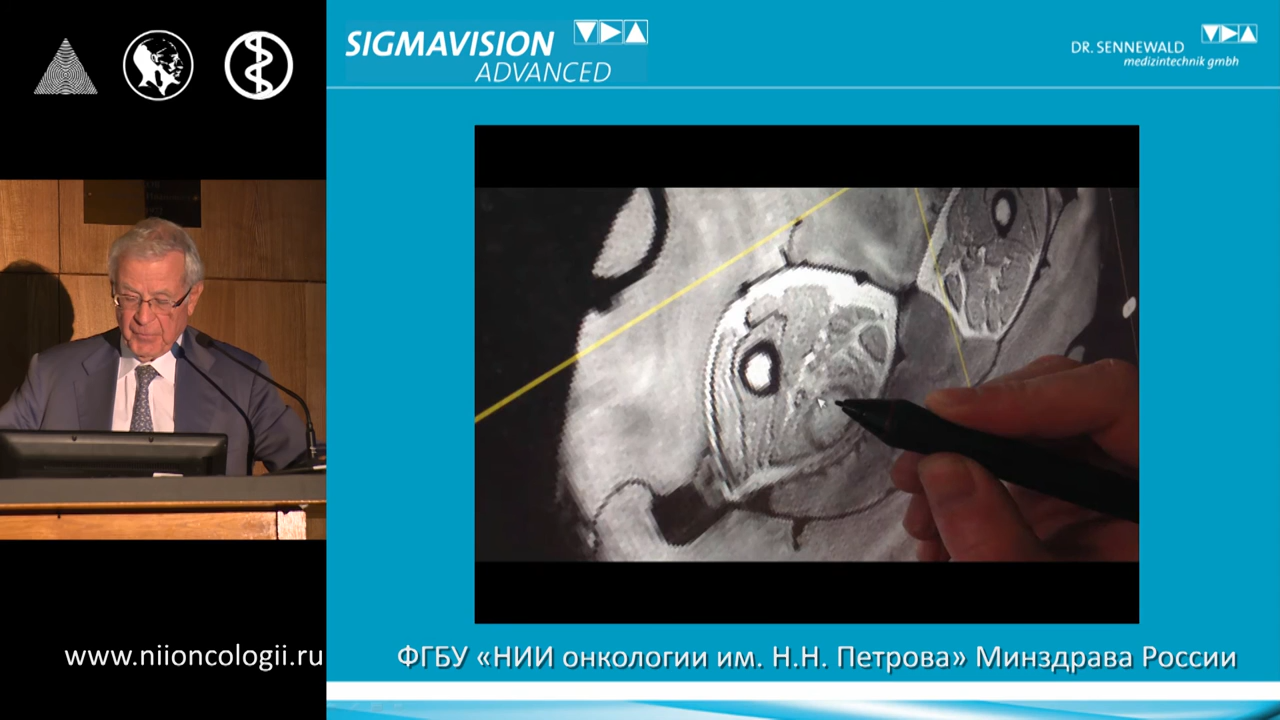 SIGMAVISION
ADVANCED
DR. SENNEWALD
medizintechnik gmbh
www.niioncologii.ru
ФГБУ «НИИ онкологии им. Н.Н. Петрова» Минздрава России